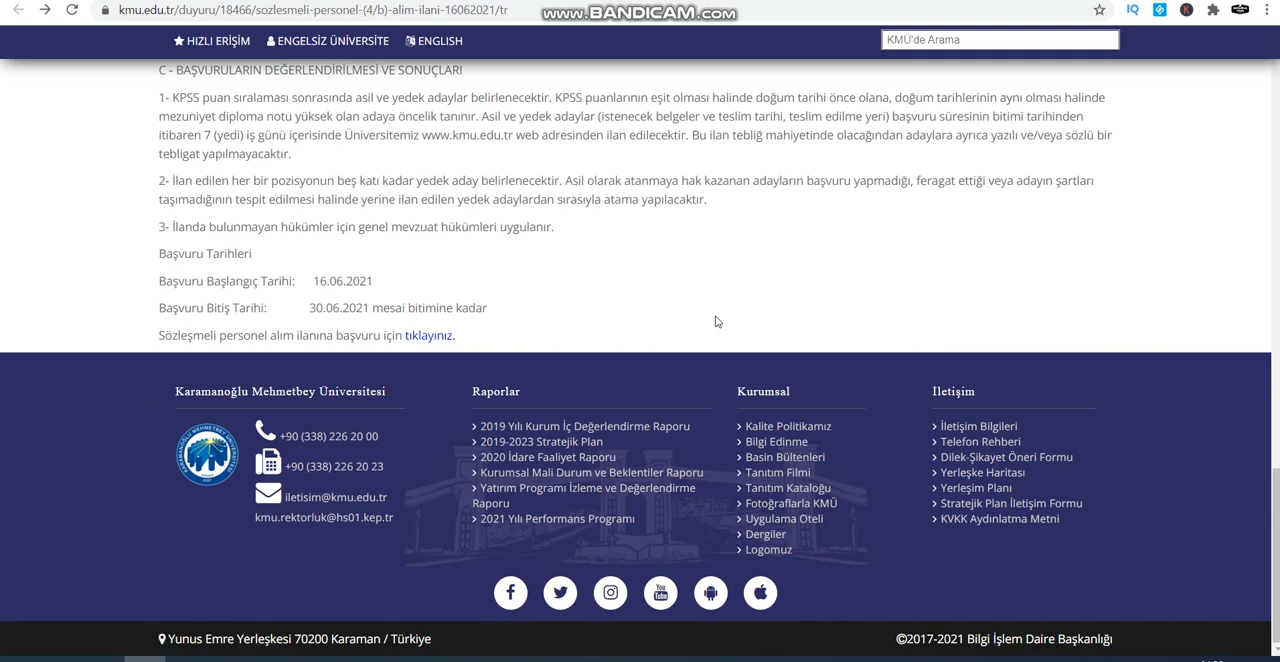 kmu.edu.tr/duyuru/18466/sozlesmeli-personel-(4/b)-alim-ilani-16062021/tr
www.BANDICAM.com
IQ
K
HIZLI ERİŞİM
ENGELSİZ ÜNİVERSİTE
ENGLISH
KMÜ'de Arama
C - BAŞVURULARIN DEĞERLENDİRİLMESİ VE SONUÇLARI
1- KPSS puan sıralaması sonrasında asil ve yedek adaylar belirlenecektir. KPSS puanlarının eşit olması halinde doğum tarihi önce olana, doğum tarihlerinin aynı olması halinde
mezuniyet diploma notu yüksek olan adaya öncelik tanınır. Asil ve yedek adaylar (istenecek belgeler ve teslim tarihi, teslim edilme yeri) başvuru süresinin bitimi tarihinden
itibaren 7 (yedi) iş günü içerisinde Üniversitemiz www.kmu.edu.tr web adresinden ilan edilecektir. Bu ilan tebliğ mahiyetinde olacağından adaylara ayrıca yazılı ve/veya sözlü bir
tebligat yapılmayacaktır.
2- İlan edilen her bir pozisyonun beş katı kadar yedek aday belirlenecektir. Asil olarak atanmaya hak kazanan adayların başvuru yapmadığı, feragat ettiği veya adayın şartları
taşımadığının tespit edilmesi halinde yerine ilan edilen yedek adaylardan sırasıyla atama yapılacaktır.
3- İlanda bulunmayan hükümler için genel mevzuat hükümleri uygulanır.
Başvuru Tarihleri
Başvuru Başlangıç Tarihi: 16.06.2021
Başvuru Bitiş Tarihi: 30.06.2021 mesai bitimine kadar
Sözleşmeli personel alım ilanına başvuru için tıklayınız.
Karamanoğlu Mehmetbey Üniversitesi
+90 (338) 226 20 00
+90 (338) 226 20 23
iletisim@kmu.edu.tr
kmu.rektorluk@hs01.kep.tr
Raporlar
2019 Yılı Kurum İç Değerlendirme Raporu
2019-2023 Stratejik Plan
2020 İdare Faaliyet Raporu
Kurumsal Mali Durum ve Beklentiler Raporu
Yatırım Programı İzleme ve Değerlendirme
Raporu
2021 Yılı Performans Programı
Kurumsal
Kalite Politikamız
Bilgi Edinme
Basın Bültenleri
Tanıtım Filmi
Tanıtım Kataloğu
Fotoğraflarla KMÜ
Uygulama Oteli
Dergiler
Logomuz
İletişim
İletişim Bilgileri
Telefon Rehberi
Dilek-Şikayet Öneri Formu
Yerleşke Haritası
Yerleşim Planı
Stratejik Plan İletişim Formu
KVKK Aydınlatma Metni
You Tube
Yunus Emre Yerleşkesi 70200 Karaman / Türkiye
©2017-2021 Bilgi İşlem Daire Başkanlığı